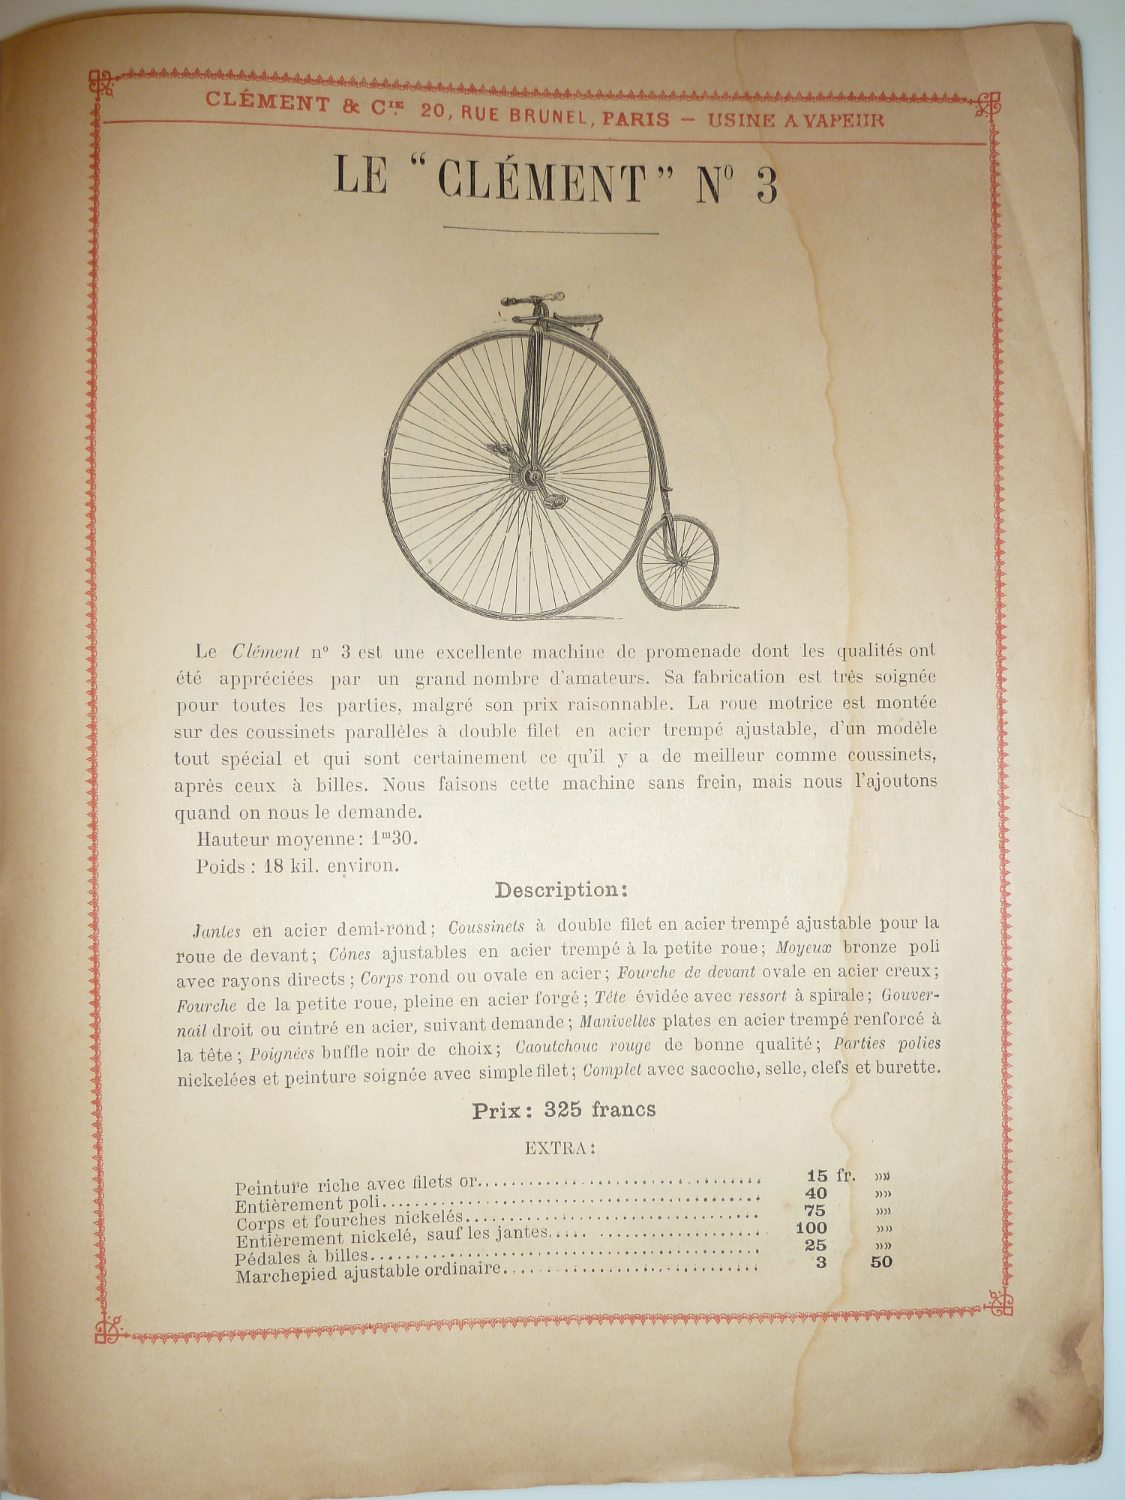 CLÉMENT & CIE. 20, RUE BRUNEL, PARIS — USINE A VAPEUR
LE “CLÉMENT” No 3
Le Clément no 3 est une excellente machine de promenade dont les qualités ont
été appréciées par un grand nombre d'amateurs. Sa fabrication est très soignée
pour toutes les parties, malgré son prix raisonnable. La roue motrice est montée
sur des coussinets parallèles à double filet en acier trempé ajustable, d'un modèle
tout spécial et qui sont certainement ce qu'il y a de meilleur comme coussinets,
après ceux à billes. Nous faisons cette machine sans frein, mais nous l'ajoutons
quand on nous le demande.
Hauteur moyenne : 1m30.
Poids : 18 kil. environ.
Description:
Jantes en acier demi-rond ; Coussinets à double filet en acier trempé ajustable pour la
roue de devant ; Cônes ajustables en acier trempé à la petite roue ; Moyeux bronze poli
avec rayons directs ; Corps rond ou ovale en acier ; Fourche de devant ovale en acier creux ;
Fourche de la petite roue, pleine en acier forgé ; Tête évidée avec ressort à spirale ; Gouver-
nail droit ou cintré en acier, suivant demande ; Manivelles plates en acier trempé renforcé à
la tête ; Poignées buffle noir de choix ; Caoutchouc rouge de bonne qualité ; Parties polies
nickelées et peinture soignée avec simple filet ; Complet avec sacoche, selle, clefs et burette.
Prix: 325 francs
EXTRA:
Peinture riche avec filets or.................................. 15 fr. »»
Entièrement poli............................................. 40 »»
Corps et fourches nickelés................................... 75 »»
Entièrement nickelé, sauf les jantes......................... 100 »»
Pédales à billes............................................. 25 »»
Marchepied ajustable ordinaire............................... 3 50